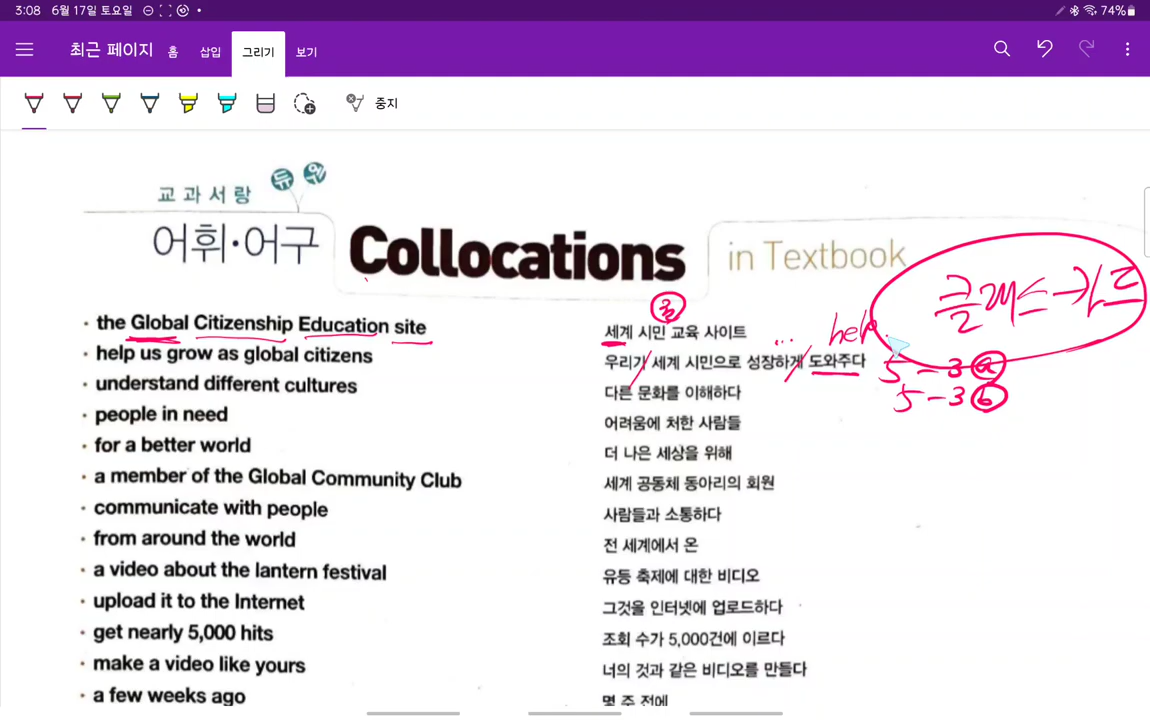 3:08 6월 17일 토요일 74%
최근 페이지 홈 삽입 그리기 보기
중지
교과서랑 듀오
어휘·어구 Collocations in Textbook
클래스-카드
금
· the Global Citizenship Education site 세계 시민 교육 사이트
... help
· help us grow as global citizens 우리가 세계 시민으로 성장하게 도와주다
5-3 a
· understand different cultures 다른 문화를 이해하다
5-3 b
· people in need 어려움에 처한 사람들
· for a better world 더 나은 세상을 위해
· a member of the Global Community Club 세계 공동체 동아리의 회원
· communicate with people 사람들과 소통하다
· from around the world 전 세계에서 온
· a video about the lantern festival 유등 축제에 대한 비디오
· upload it to the Internet 그것을 인터넷에 업로드하다
· get nearly 5,000 hits 조회 수가 5,000건에 이르다
· make a video like yours 너의 것과 같은 비디오를 만들다
· a few weeks ago 몇 주 전에